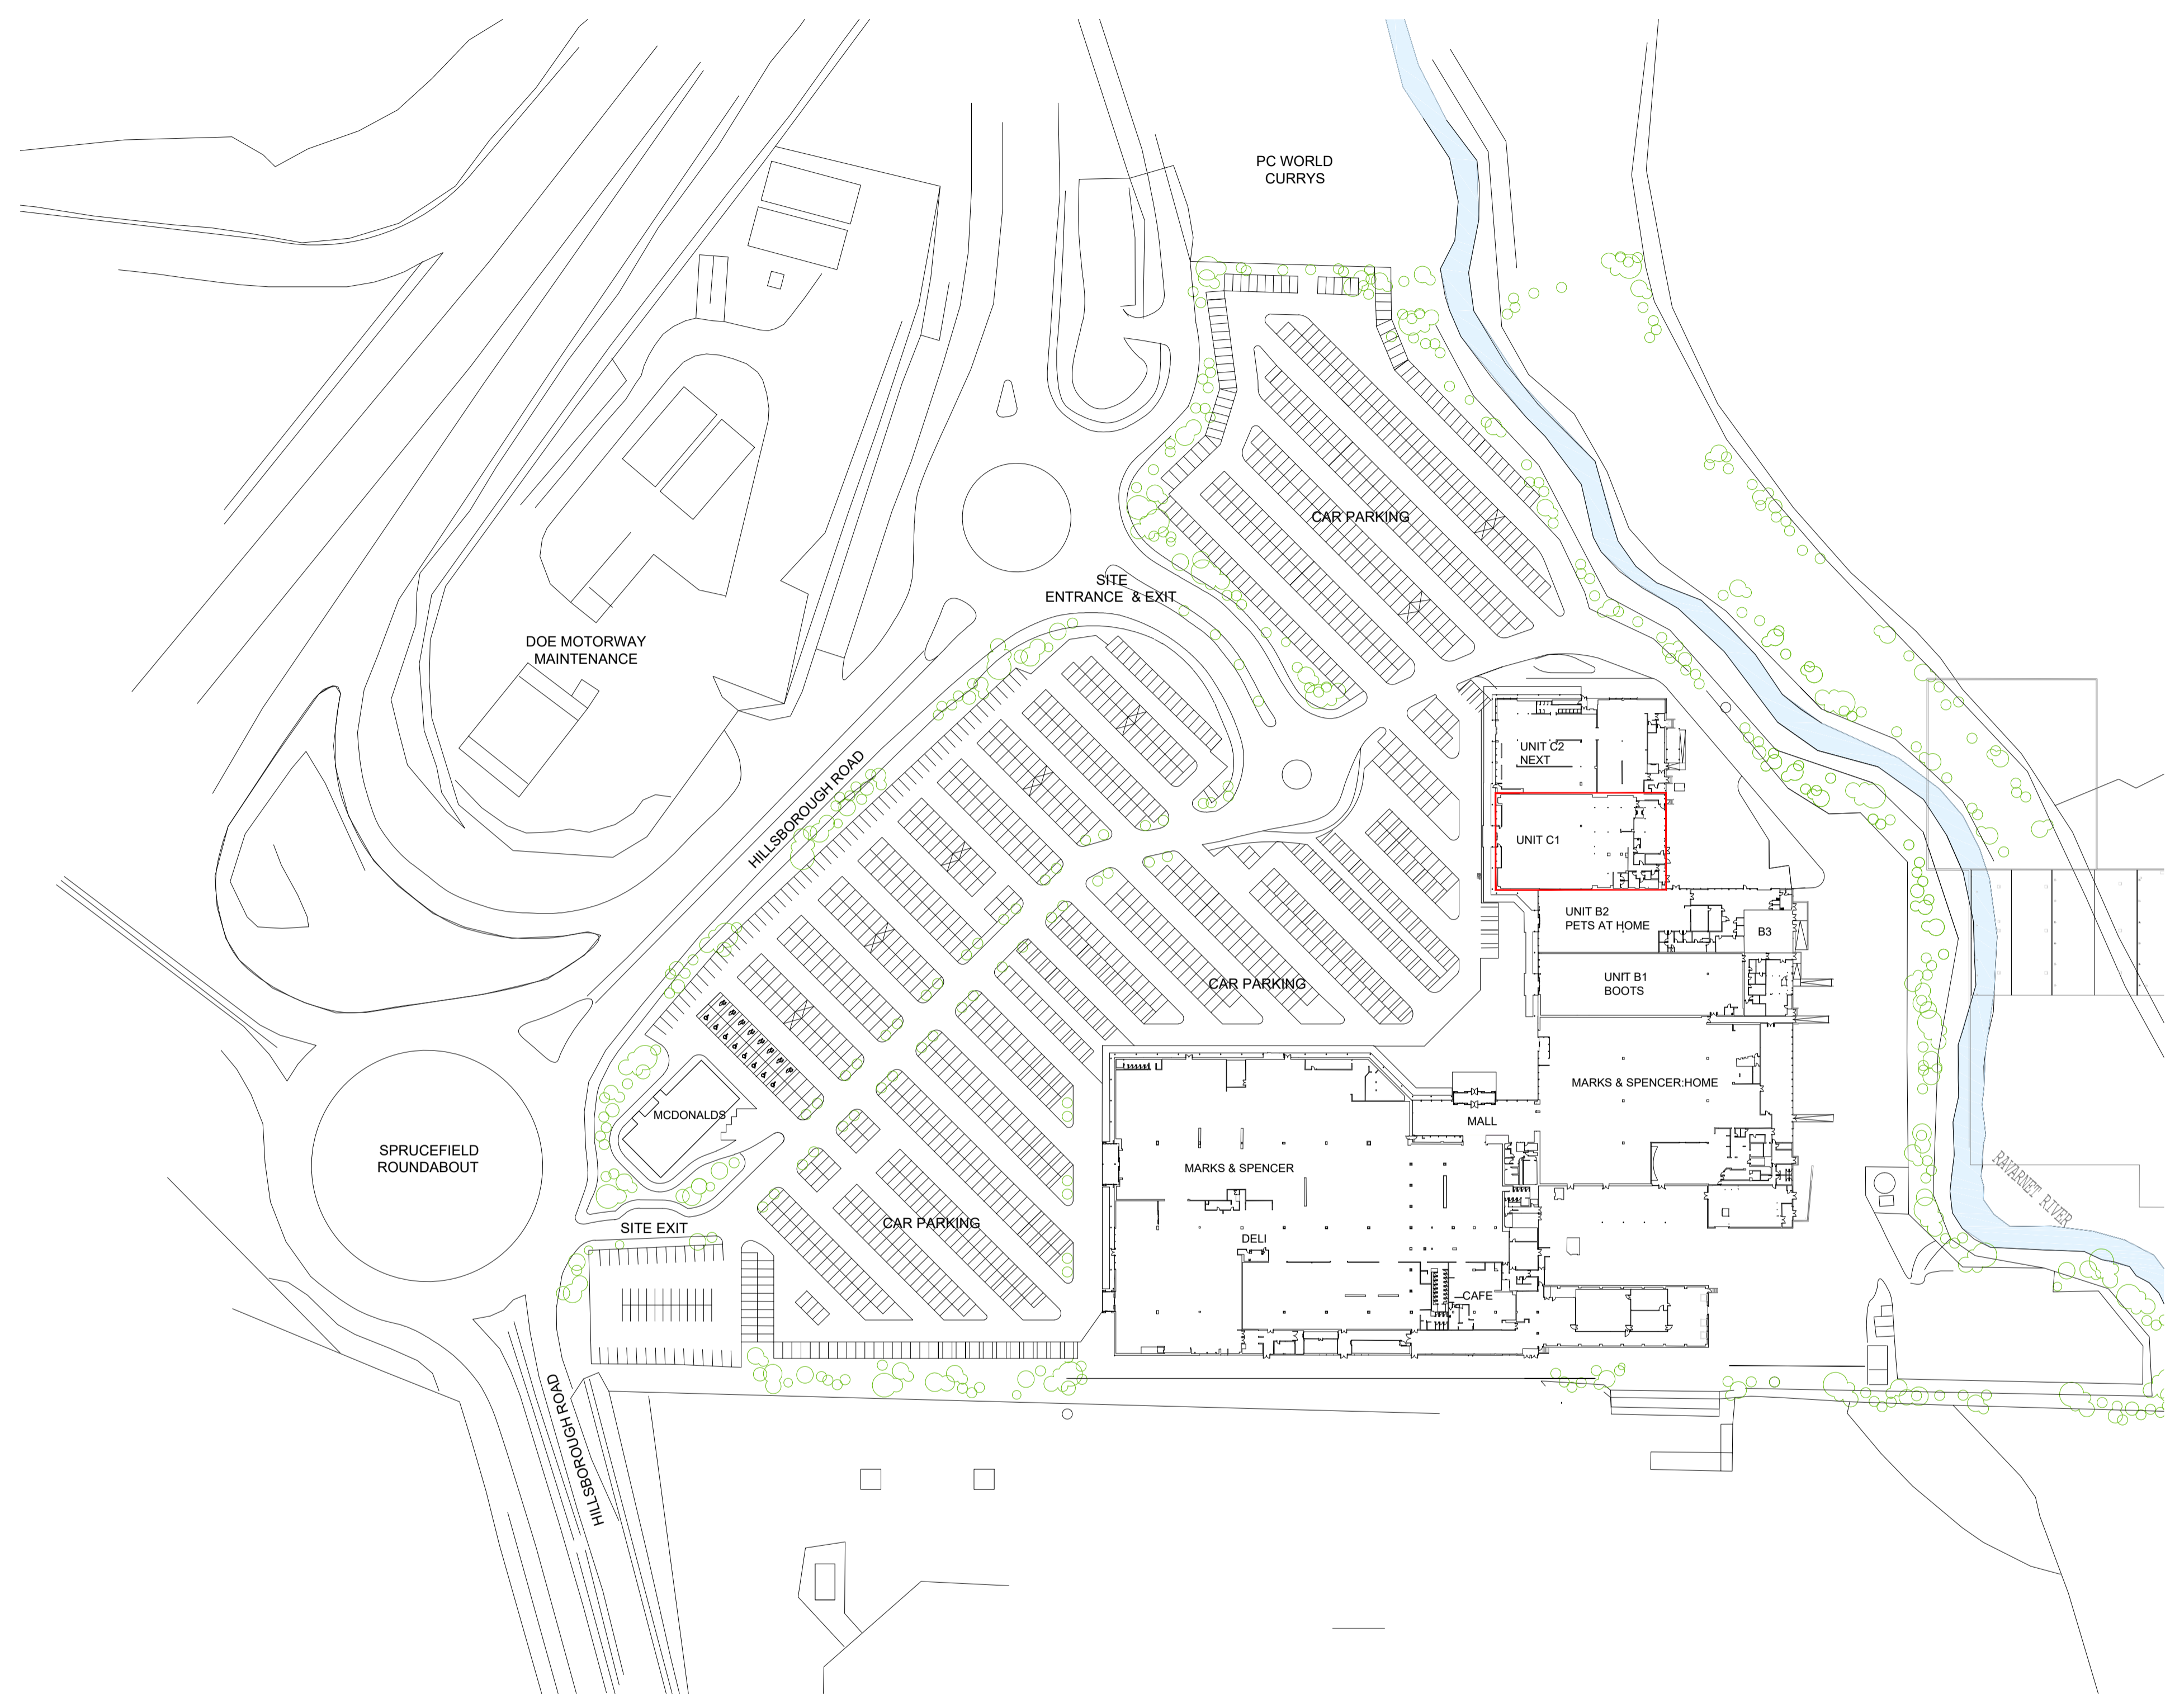 PC WORLD
CURRYS
CAR PARKING
SITE
ENTRANCE & EXIT
DOE MOTORWAY
MAINTENANCE
HILLSBOROUGH ROAD
UNIT C2
NEXT
UNIT C1
UNIT B2
PETS AT HOME
B3
UNIT B1
BOOTS
CAR PARKING
MARKS & SPENCER:HOME
MCDONALDS
MALL
SPRUCEFIELD
ROUNDABOUT
MARKS & SPENCER
RAVARNET RIVER
SITE EXIT
CAR PARKING
DELI
CAFE
HILLSBOROUGH ROAD